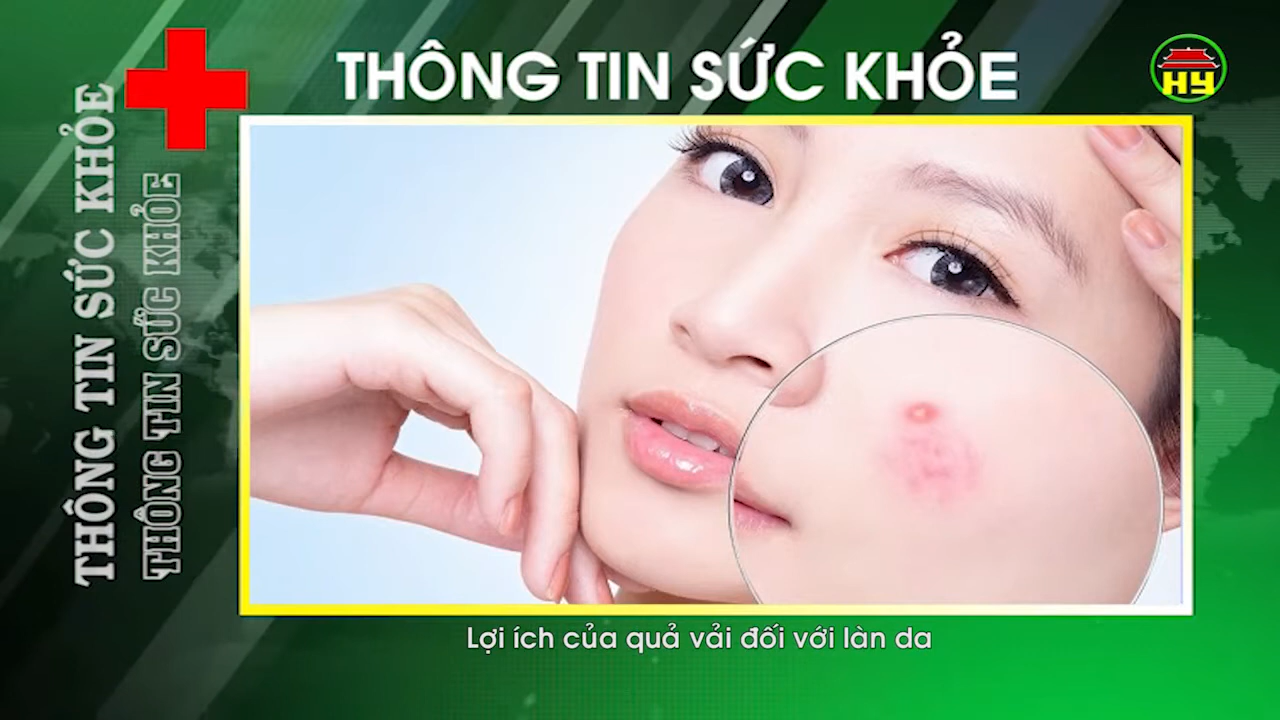 THÔNG TIN SỨC KHỎE
HY
THÔNG TIN SỨC KHỎE
THÔNG TIN SỨC KHỎE
Lợi ích của quả vải đối với làn da